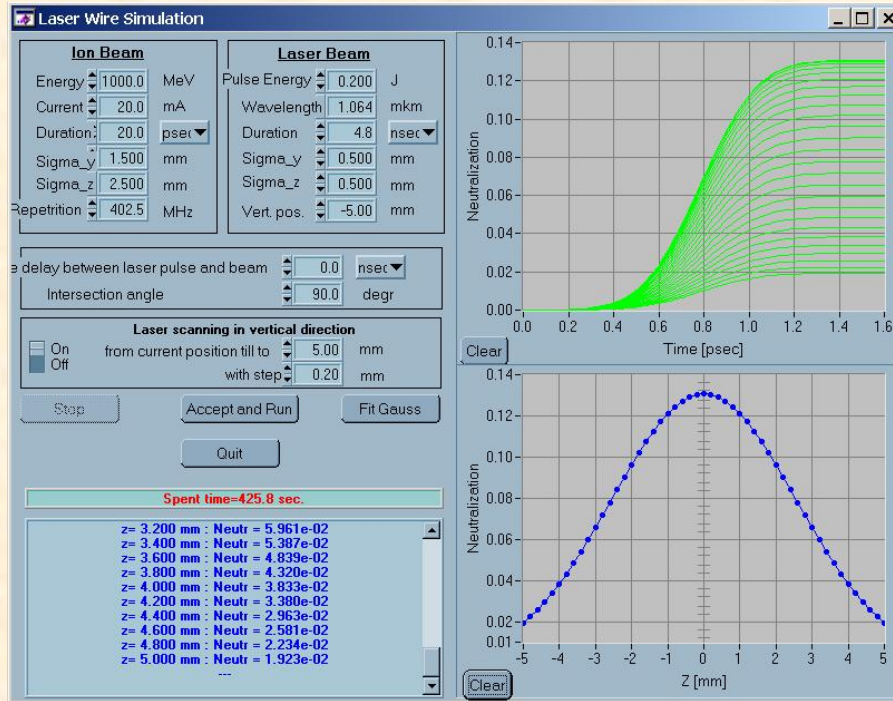 Laser Wire Simulation
Ion Beam
Energy 1000.0 MeV
Current 20.0 mA
Duration: 20.0 psec
Sigma_y 1.500 mm
Sigma_z 2.500 mm
Repetrition 402.5 MHz
Laser Beam
Pulse Energy 0.200 J
Wavelength 1.064 mkm
Duration 4.8 nsec
Sigma_y 0.500 mm
Sigma_z 0.500 mm
Vert. pos. -5.00 mm
e delay between laser pulse and beam 0.0 nsec
Intersection angle 90.0 degr
Laser scanning in vertical direction
On
Off
from current position till to 5.00 mm
with step 0.20 mm
Stop Accept and Run Fit Gauss
Quit
Spent time=425.8 sec.
z= 3.200 mm : Neutr = 5.961e-02
z= 3.400 mm : Neutr = 5.387e-02
z= 3.600 mm : Neutr = 4.839e-02
z= 3.800 mm : Neutr = 4.320e-02
z= 4.000 mm : Neutr = 3.833e-02
z= 4.200 mm : Neutr = 3.380e-02
z= 4.400 mm : Neutr = 2.963e-02
z= 4.600 mm : Neutr = 2.581e-02
z= 4.800 mm : Neutr = 2.234e-02
z= 5.000 mm : Neutr = 1.923e-02
---
Neutralization
0.14
0.12
0.10
0.08
0.06
0.04
0.02
0.00
0.0 0.2 0.4 0.6 0.8 1.0 1.2 1.4 1.6
Time [psec]
Clear
Neutralization
0.14
0.12
0.10
0.08
0.06
0.04
0.02
0.01
-5 -4 -3 -2 -1 0 1 2 3 4 5
Z [mm]
Clear